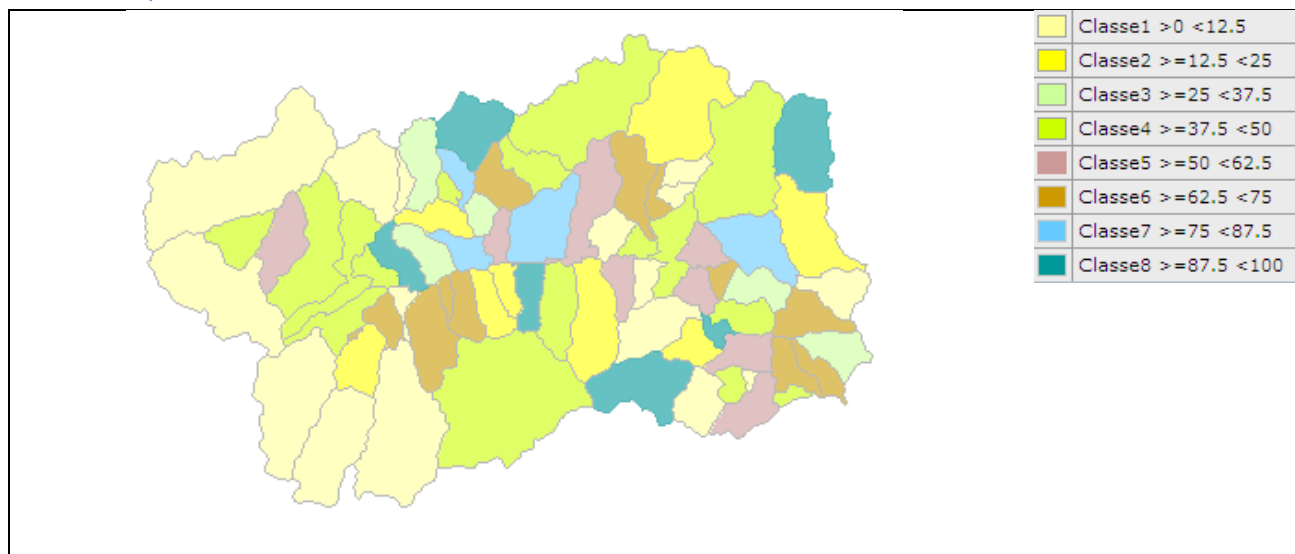 Classe1 >0 <12.5
Classe2 >=12.5 <25
Classe3 >=25 <37.5
Classe4 >=37.5 <50
Classe5 >=50 <62.5
Classe6 >=62.5 <75
Classe7 >=75 <87.5
Classe8 >=87.5 <100